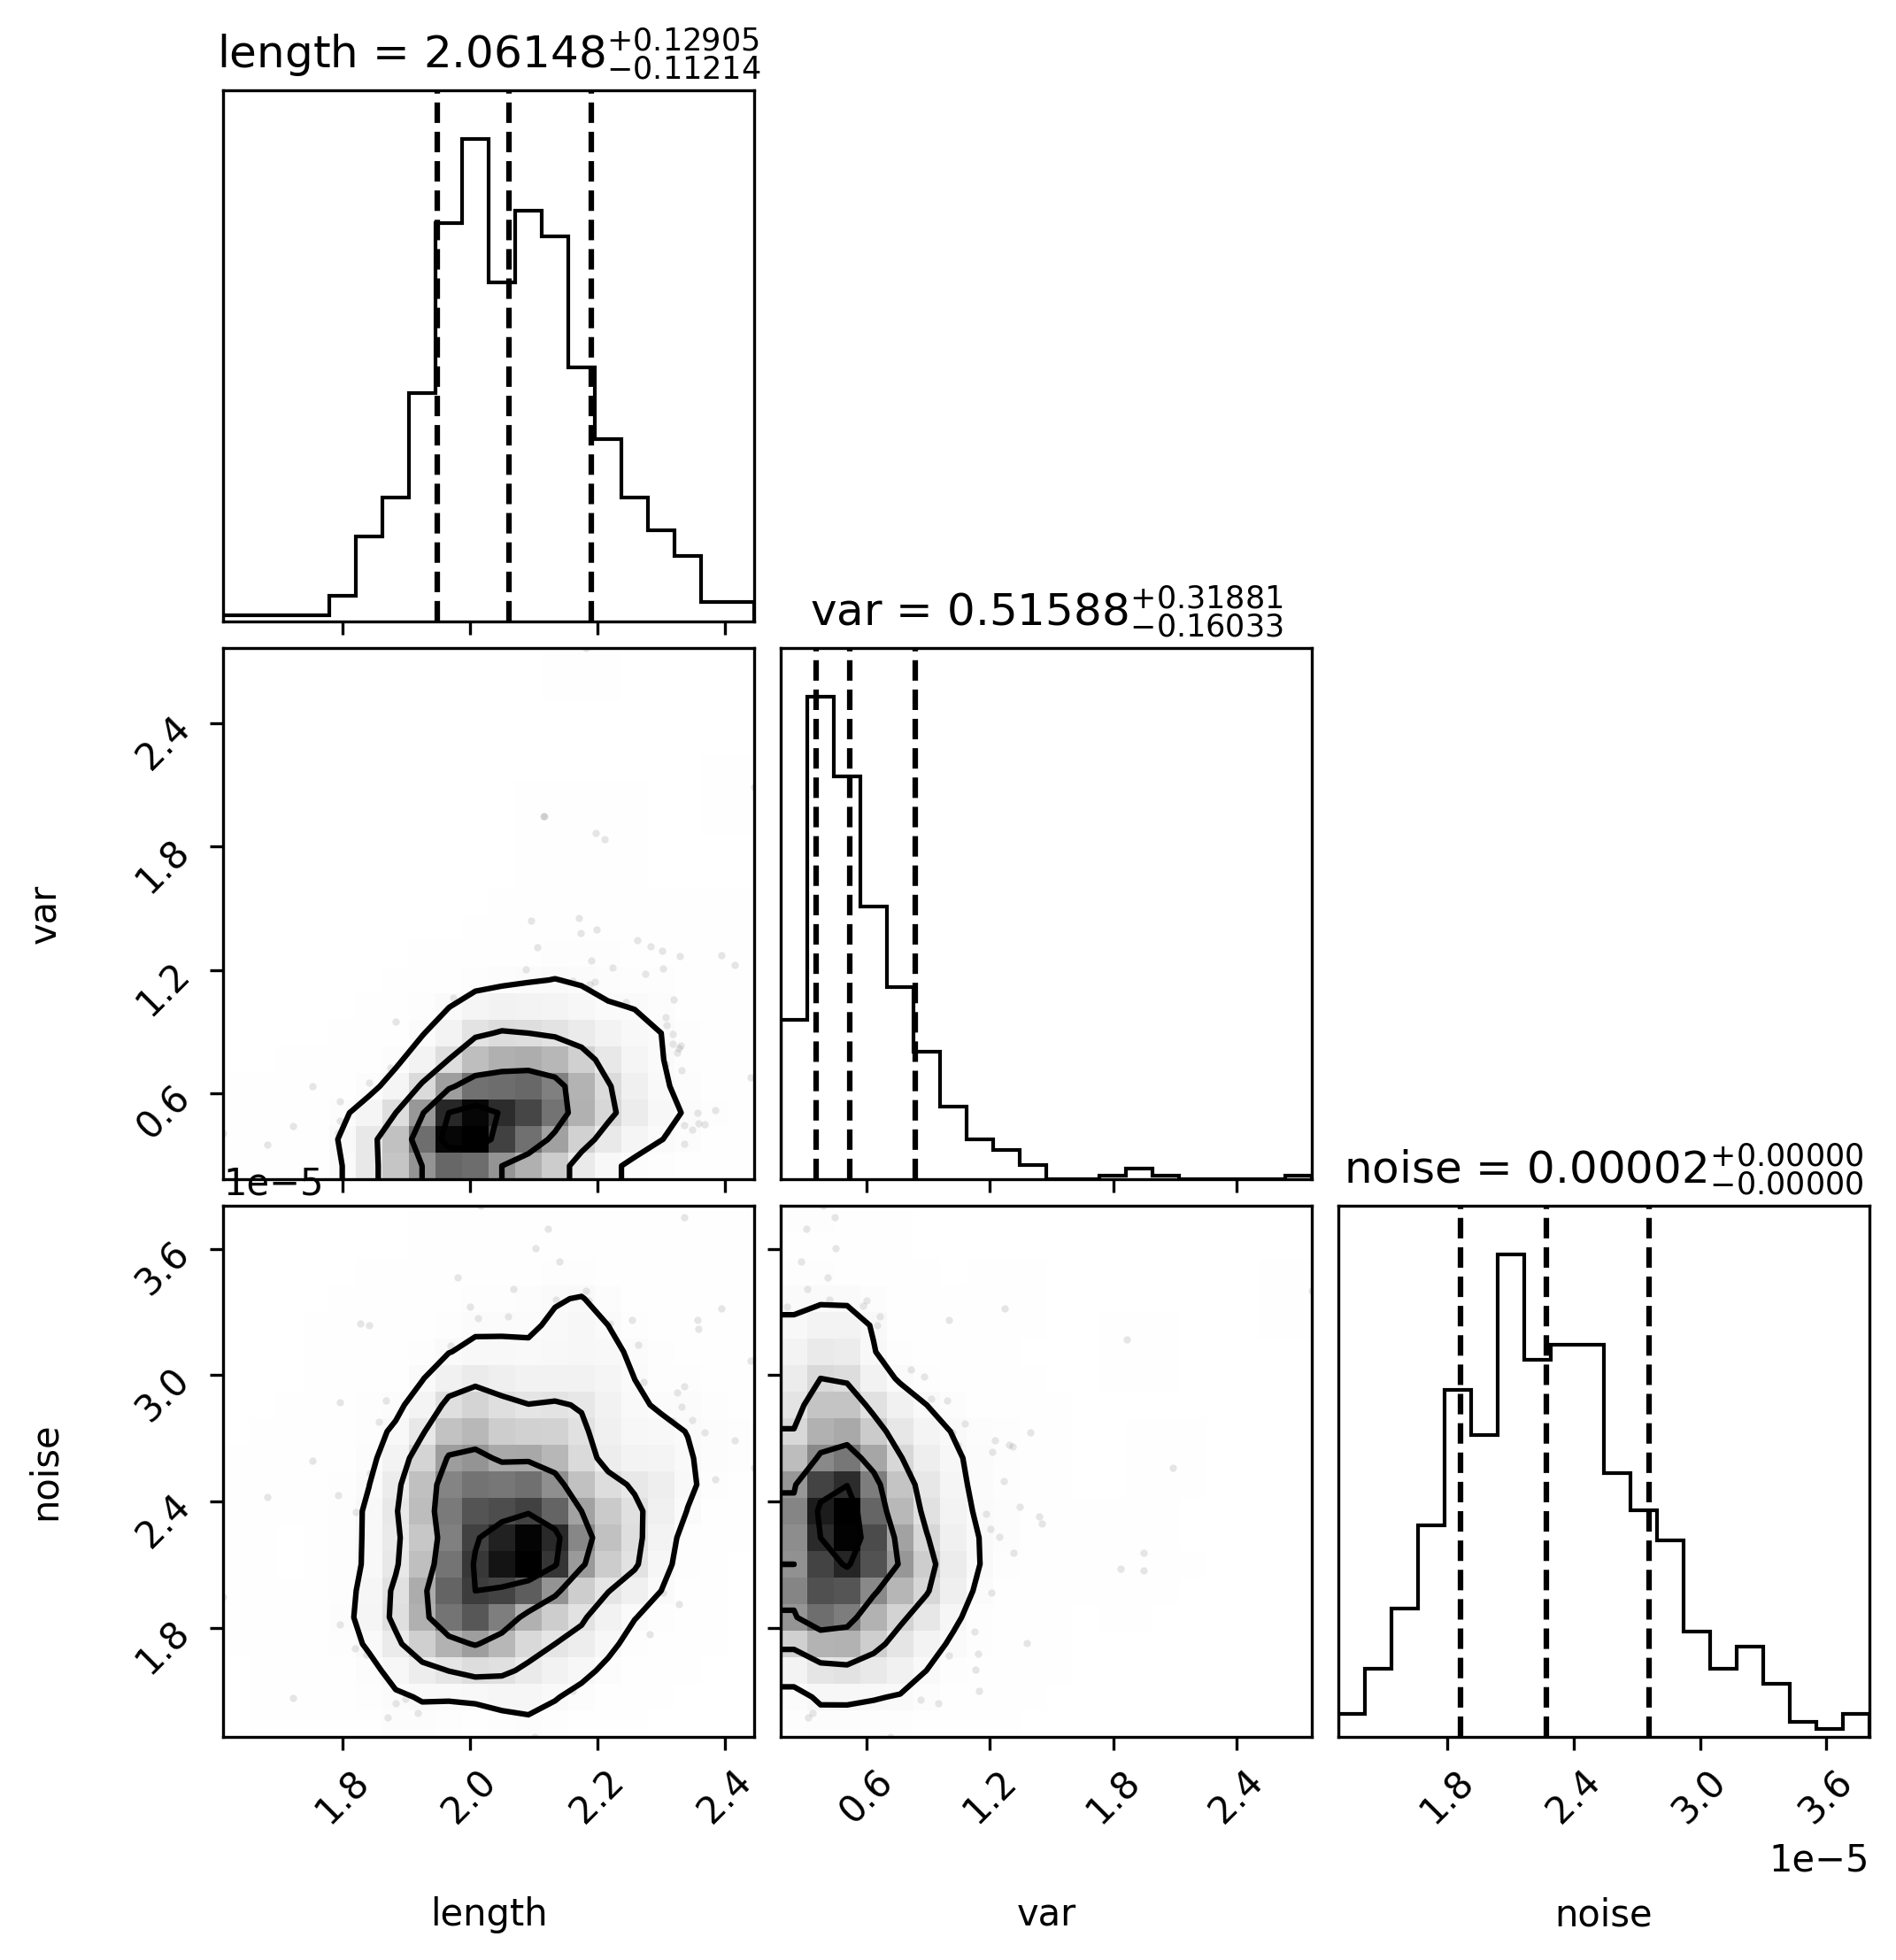 length = 2.06148 +0.12905 −0.11214
var = 0.51588 +0.31881 −0.16033
2.4
1.8
1.2
0.6
var
1e−5
noise = 0.00002 +0.00000 −0.00000
3.6
3.0
2.4
1.8
noise
1.8 2.0 2.2 2.4 0.6 1.2 1.8 2.4 1.8 2.4 3.0 3.6
1e−5
length var noise